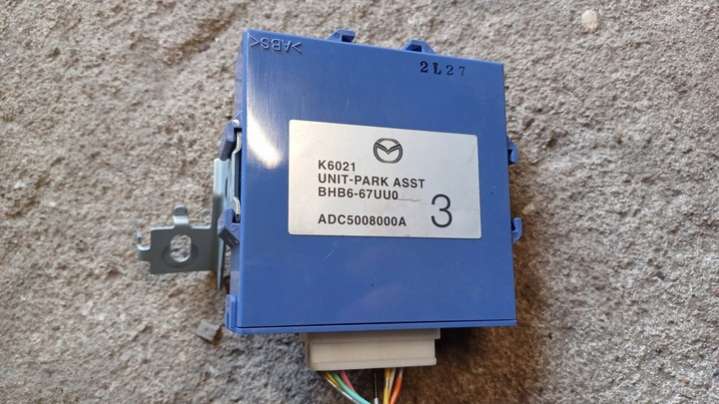 >ABS<
2L27
K6021
UNIT-PARK ASST
BHB6-67UU0
ADC5008000A
3